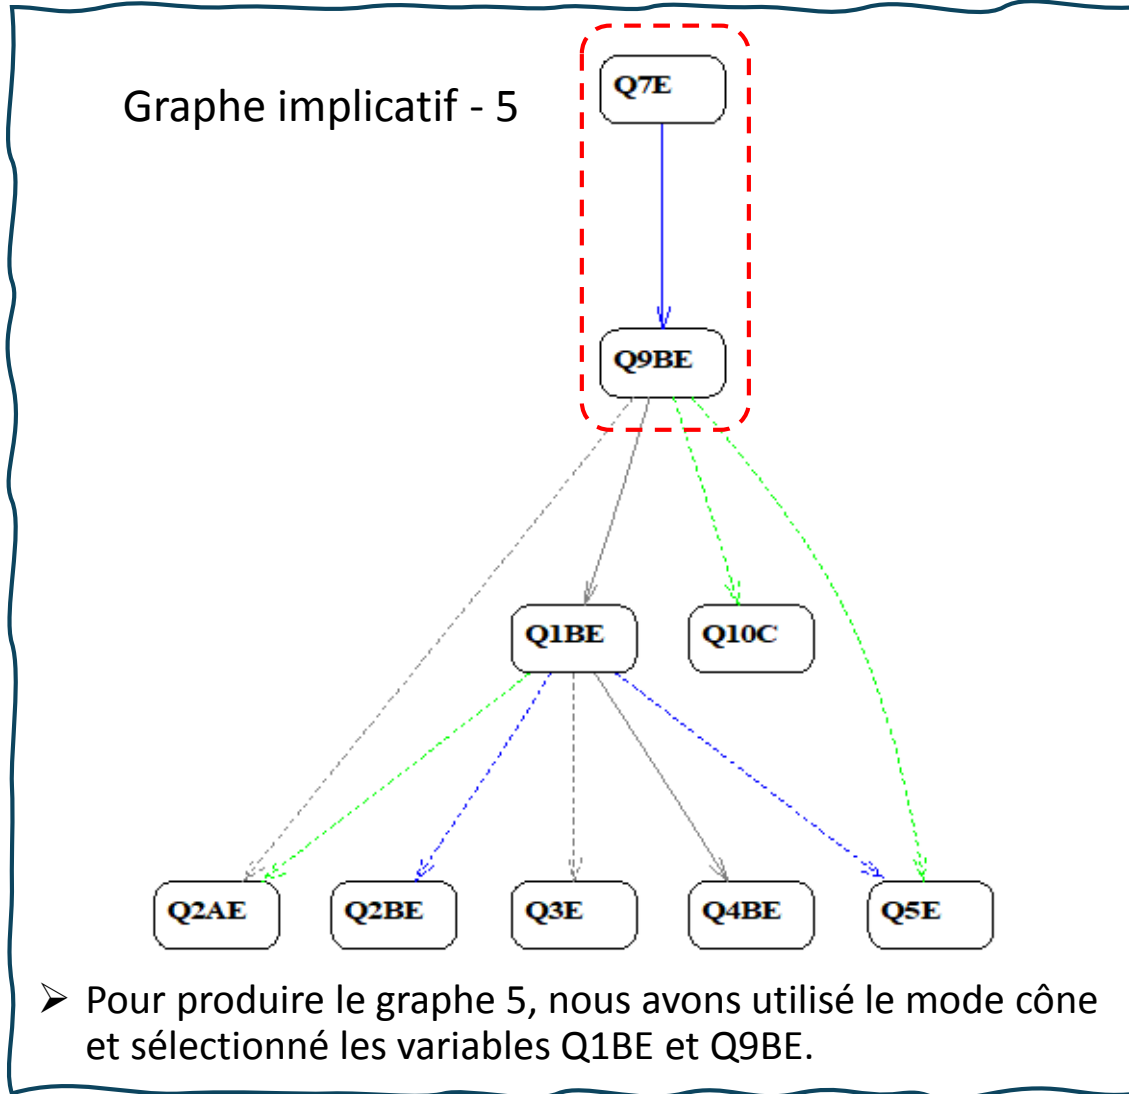 Q7E
Graphe implicatif - 5
Q9BE
Q1BE
Q10C
Q2AE
Q2BE
Q3E
Q4BE
Q5E
➢ Pour produire le graphe 5, nous avons utilisé le mode cône
et sélectionné les variables Q1BE et Q9BE.